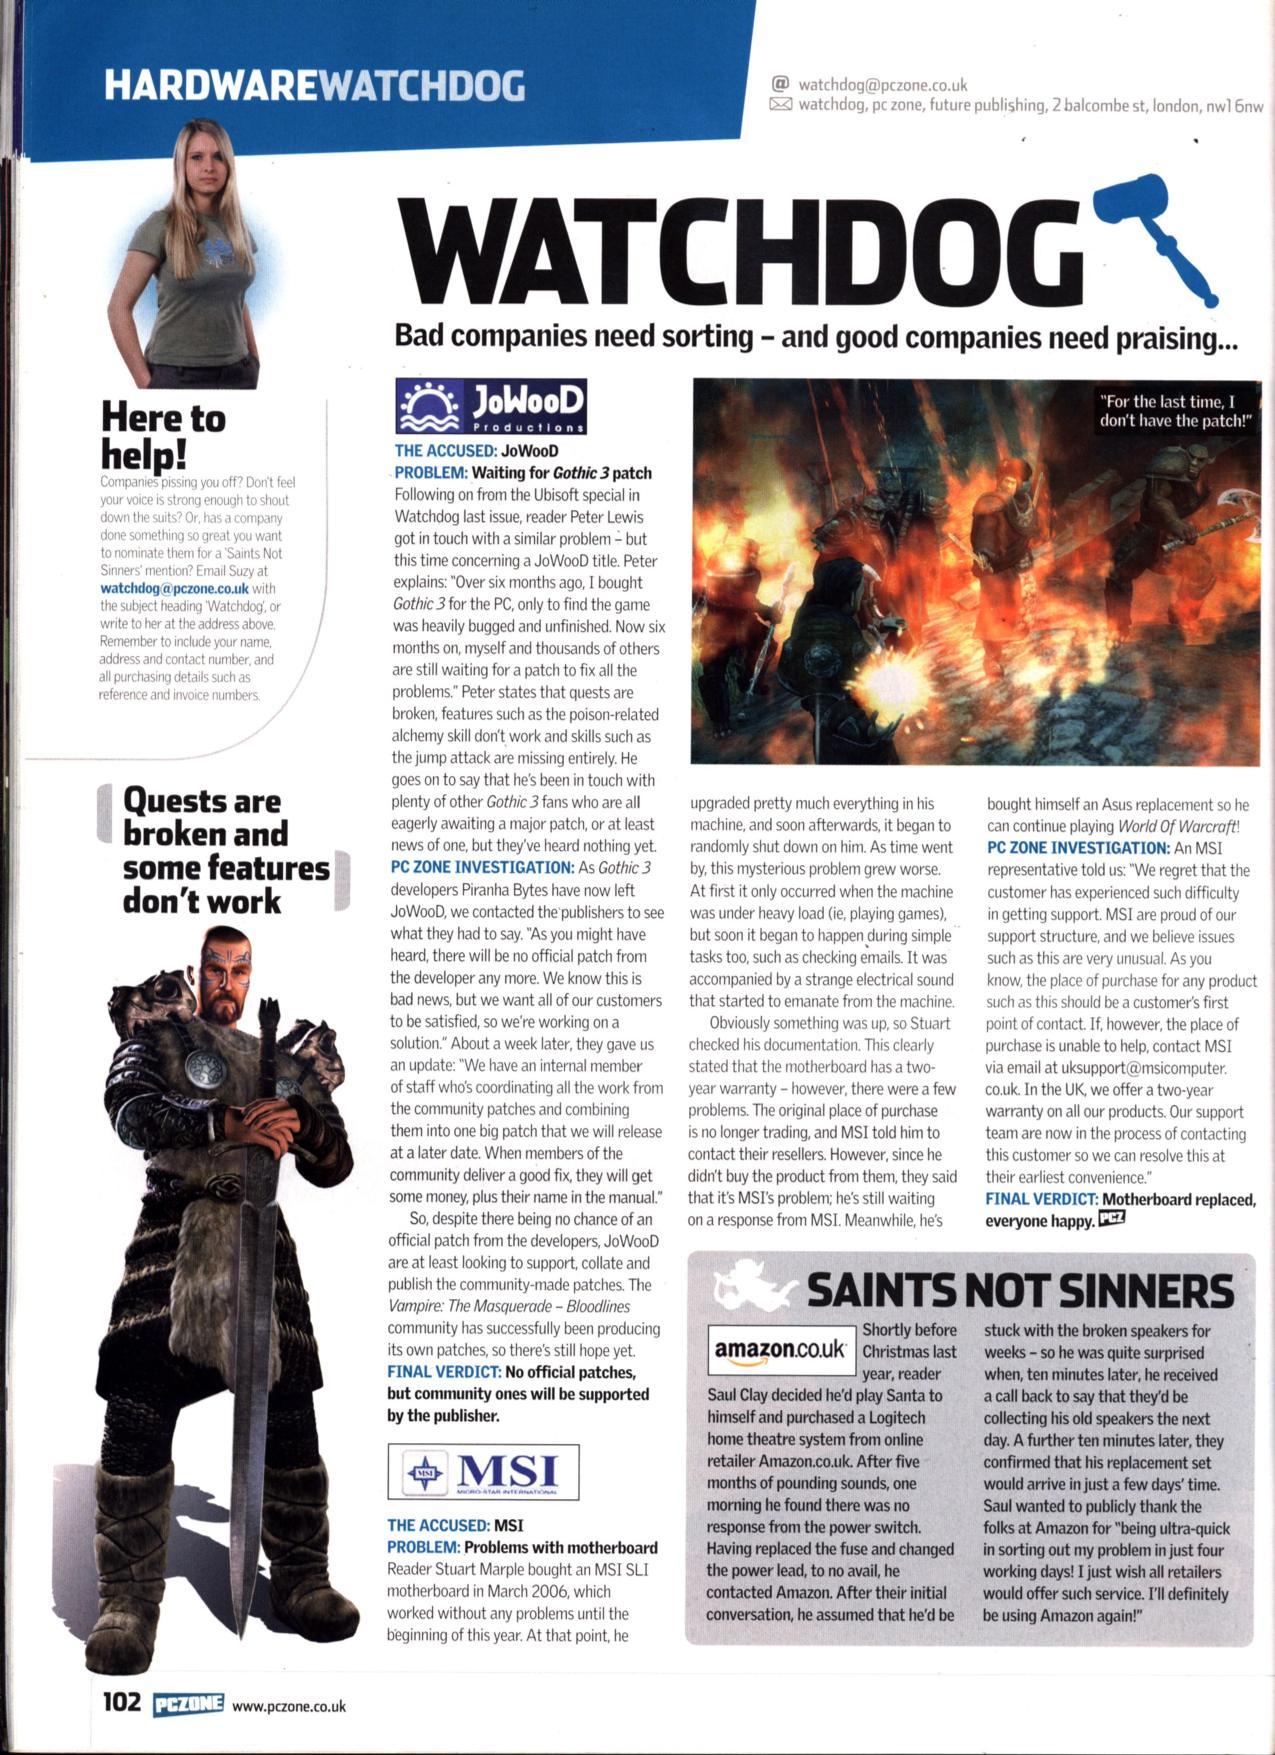 HARDWAREWATCHDOG
@ watchdog@pczone.co.uk
watchdog, pc zone, future publishing, 2 balcombe st, london, nw1 6nw
WATCHDOG
Bad companies need sorting – and good companies need praising...
Here to
help!
Companies pissing you off? Don't feel
your voice is strong enough to shout
down the suits? Or, has a company
done something so great you want
to nominate them for a 'Saints Not
Sinners' mention? Email Suzy at
watchdog@pczone.co.uk with
the subject heading 'Watchdog', or
write to her at the address above.
Remember to include your name,
address and contact number, and
all purchasing details such as
reference and invoice numbers.
Quests are
broken and
some features
don't work
JoWooD
Productions
THE ACCUSED: JoWooD
PROBLEM: Waiting for Gothic 3 patch
Following on from the Ubisoft special in
Watchdog last issue, reader Peter Lewis
got in touch with a similar problem – but
this time concerning a JoWooD title. Peter
explains: "Over six months ago, I bought
Gothic 3 for the PC, only to find the game
was heavily bugged and unfinished. Now six
months on, myself and thousands of others
are still waiting for a patch to fix all the
problems." Peter states that quests are
broken, features such as the poison-related
alchemy skill don't work and skills such as
the jump attack are missing entirely. He
goes on to say that he's been in touch with
plenty of other Gothic 3 fans who are all
eagerly awaiting a major patch, or at least
news of one, but they've heard nothing yet.
PC ZONE INVESTIGATION: As Gothic 3
developers Piranha Bytes have now left
JoWooD, we contacted the publishers to see
what they had to say. "As you might have
heard, there will be no official patch from
the developer any more. We know this is
bad news, but we want all of our customers
to be satisfied, so we're working on a
solution." About a week later, they gave us
an update: "We have an internal member
of staff who's coordinating all the work from
the community patches and combining
them into one big patch that we will release
at a later date. When members of the
community deliver a good fix, they will get
some money, plus their name in the manual."
So, despite there being no chance of an
official patch from the developers, JoWooD
are at least looking to support, collate and
publish the community-made patches. The
Vampire: The Masquerade – Bloodlines
community has successfully been producing
its own patches, so there's still hope yet.
FINAL VERDICT: No official patches,
but community ones will be supported
by the publisher.
MSI
MSI
MICRO-STAR INTERNATIONAL
THE ACCUSED: MSI
PROBLEM: Problems with motherboard
Reader Stuart Marple bought an MSI SLI
motherboard in March 2006, which
worked without any problems until the
beginning of this year. At that point, he
"For the last time, I
don't have the patch!"
upgraded pretty much everything in his
machine, and soon afterwards, it began to
randomly shut down on him. As time went
by, this mysterious problem grew worse.
At first it only occurred when the machine
was under heavy load (ie, playing games),
but soon it began to happen during simple
tasks too, such as checking emails. It was
accompanied by a strange electrical sound
that started to emanate from the machine.
Obviously something was up, so Stuart
checked his documentation. This clearly
stated that the motherboard has a two-
year warranty – however, there were a few
problems. The original place of purchase
is no longer trading, and MSI told him to
contact their resellers. However, since he
didn't buy the product from them, they said
that it's MSI's problem; he's still waiting
on a response from MSI. Meanwhile, he's
bought himself an Asus replacement so he
can continue playing World Of Warcraft!
PC ZONE INVESTIGATION: An MSI
representative told us: "We regret that the
customer has experienced such difficulty
in getting support. MSI are proud of our
support structure, and we believe issues
such as this are very unusual. As you
know, the place of purchase for any product
such as this should be a customer's first
point of contact. If, however, the place of
purchase is unable to help, contact MSI
via email at uksupport@msicomputer.
co.uk. In the UK, we offer a two-year
warranty on all our products. Our support
team are now in the process of contacting
this customer so we can resolve this at
their earliest convenience."
FINAL VERDICT: Motherboard replaced,
everyone happy. PCZ
SAINTS NOT SINNERS
amazon.co.uk
Shortly before
Christmas last
year, reader
Saul Clay decided he'd play Santa to
himself and purchased a Logitech
home theatre system from online
retailer Amazon.co.uk. After five
months of pounding sounds, one
morning he found there was no
response from the power switch.
Having replaced the fuse and changed
the power lead, to no avail, he
contacted Amazon. After their initial
conversation, he assumed that he'd be
stuck with the broken speakers for
weeks – so he was quite surprised
when, ten minutes later, he received
a call back to say that they'd be
collecting his old speakers the next
day. A further ten minutes later, they
confirmed that his replacement set
would arrive in just a few days' time.
Saul wanted to publicly thank the
folks at Amazon for "being ultra-quick
in sorting out my problem in just four
working days! I just wish all retailers
would offer such service. I'll definitely
be using Amazon again!"
102 PCZONE www.pczone.co.uk